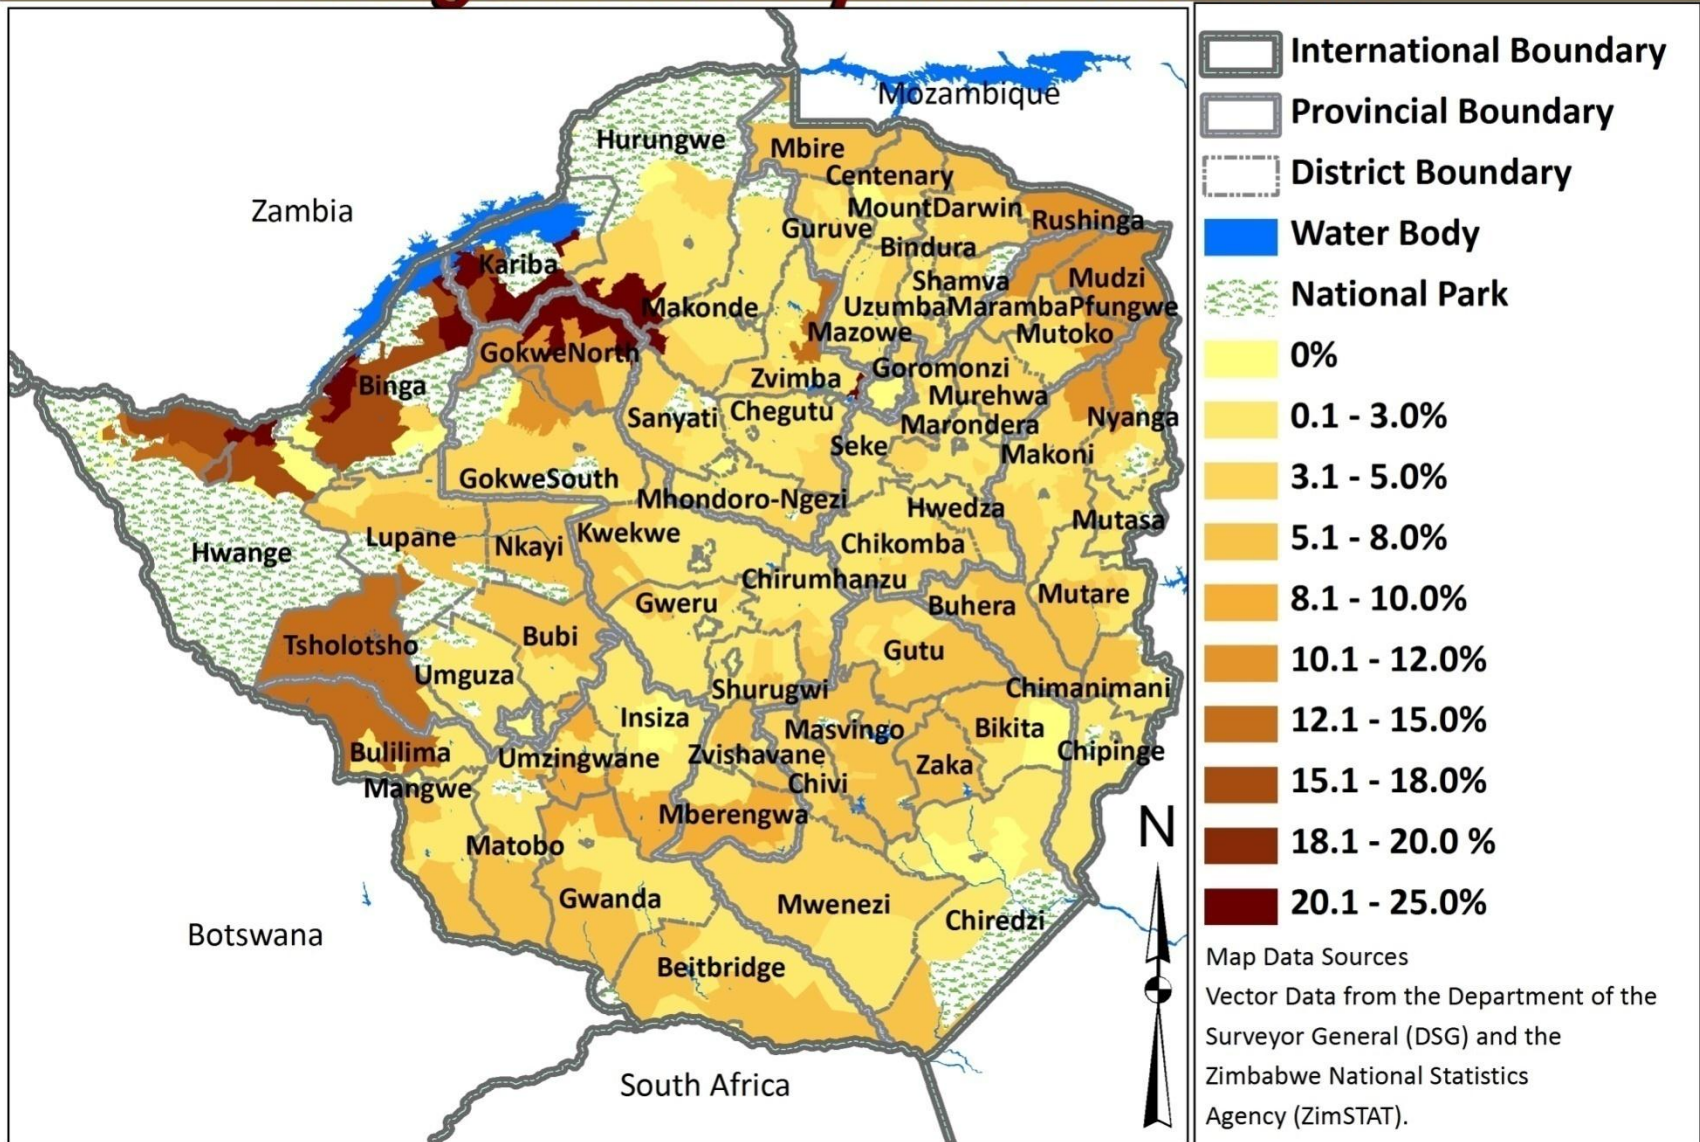 Mozambique
Hurungwe
Mbire
Centenary
Zambia
MountDarwin
Rushinga
Guruve
Bindura
Kariba
Shamva
Mudzi
Makonde
UzumbaMarambaPfungwe
Mazowe
Mutoko
GokweNorth
Goromonzi
Binga
Zvimba
Murehwa
Sanyati
Chegutu
Marondera
Nyanga
Seke
Makoni
GokweSouth
Mhondoro-Ngezi
Hwedza
Mutasa
Lupane
Nkayi
Kwekwe
Chikomba
Hwange
Chirumhanzu
Gweru
Buhera
Mutare
Tsholotsho
Bubi
Gutu
Umguza
Shurugwi
Chimanimani
Insiza
Masvingo
Bikita
Bulilima
Umzingwane
Zvishavane
Zaka
Chipinge
Mangwe
Chivi
Mberengwa
N
Matobo
Gwanda
Mwenezi
Chiredzi
Botswana
Beitbridge
South Africa
International Boundary
Provincial Boundary
District Boundary
Water Body
National Park
0%
0.1 - 3.0%
3.1 - 5.0%
5.1 - 8.0%
8.1 - 10.0%
10.1 - 12.0%
12.1 - 15.0%
15.1 - 18.0%
18.1 - 20.0 %
20.1 - 25.0%
Map Data Sources
Vector Data from the Department of the
Surveyor General (DSG) and the
Zimbabwe National Statistics
Agency (ZimSTAT).